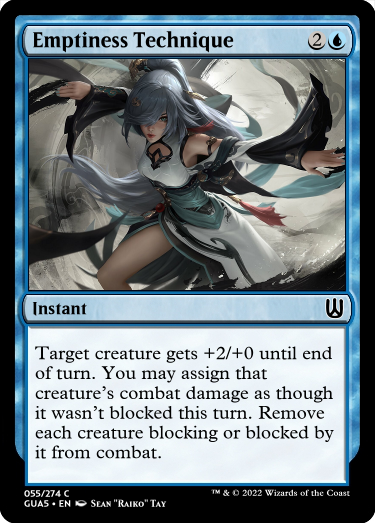 Emptiness Technique 2
Instant
Target creature gets +2/+0 until end
of turn. You may assign that
creature's combat damage as though
it wasn't blocked this turn. Remove
each creature blocking or blocked by
it from combat.
055/274 C
GUA5 • EN Sean "Raiko" Tay
™ & © 2022 Wizards of the Coast